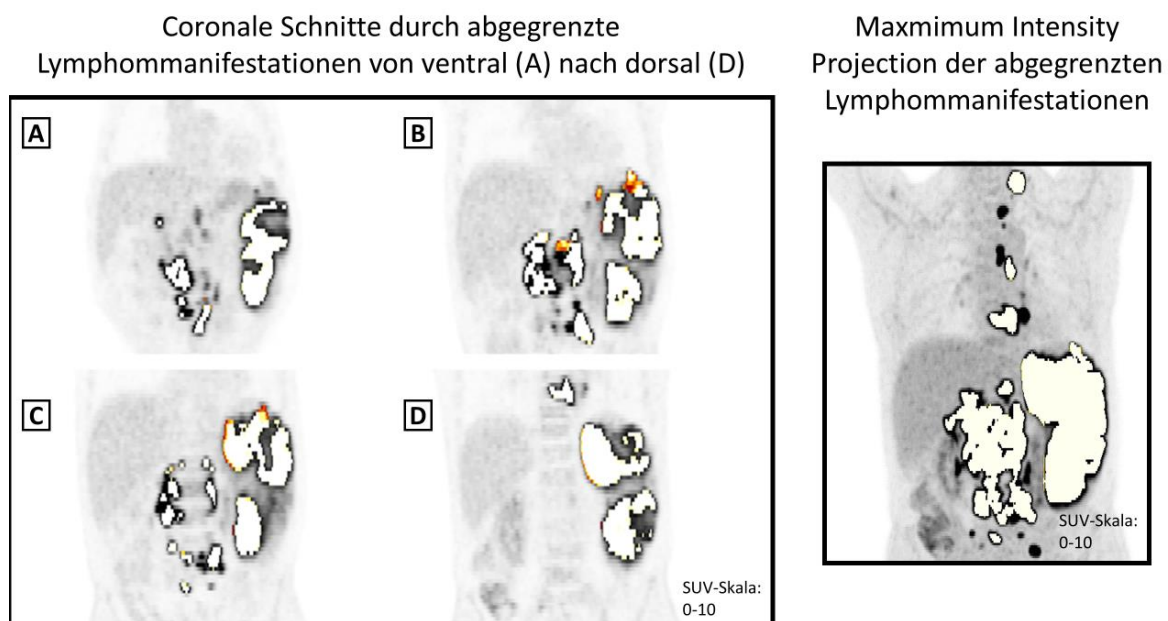 Coronale Schnitte durch abgegrenzte
Lymphommanifestationen von ventral (A) nach dorsal (D)
Maxmimum Intensity
Projection der abgegrenzten
Lymphommanifestationen
A
B
C
D
SUV-Skala:
0-10
SUV-Skala:
0-10